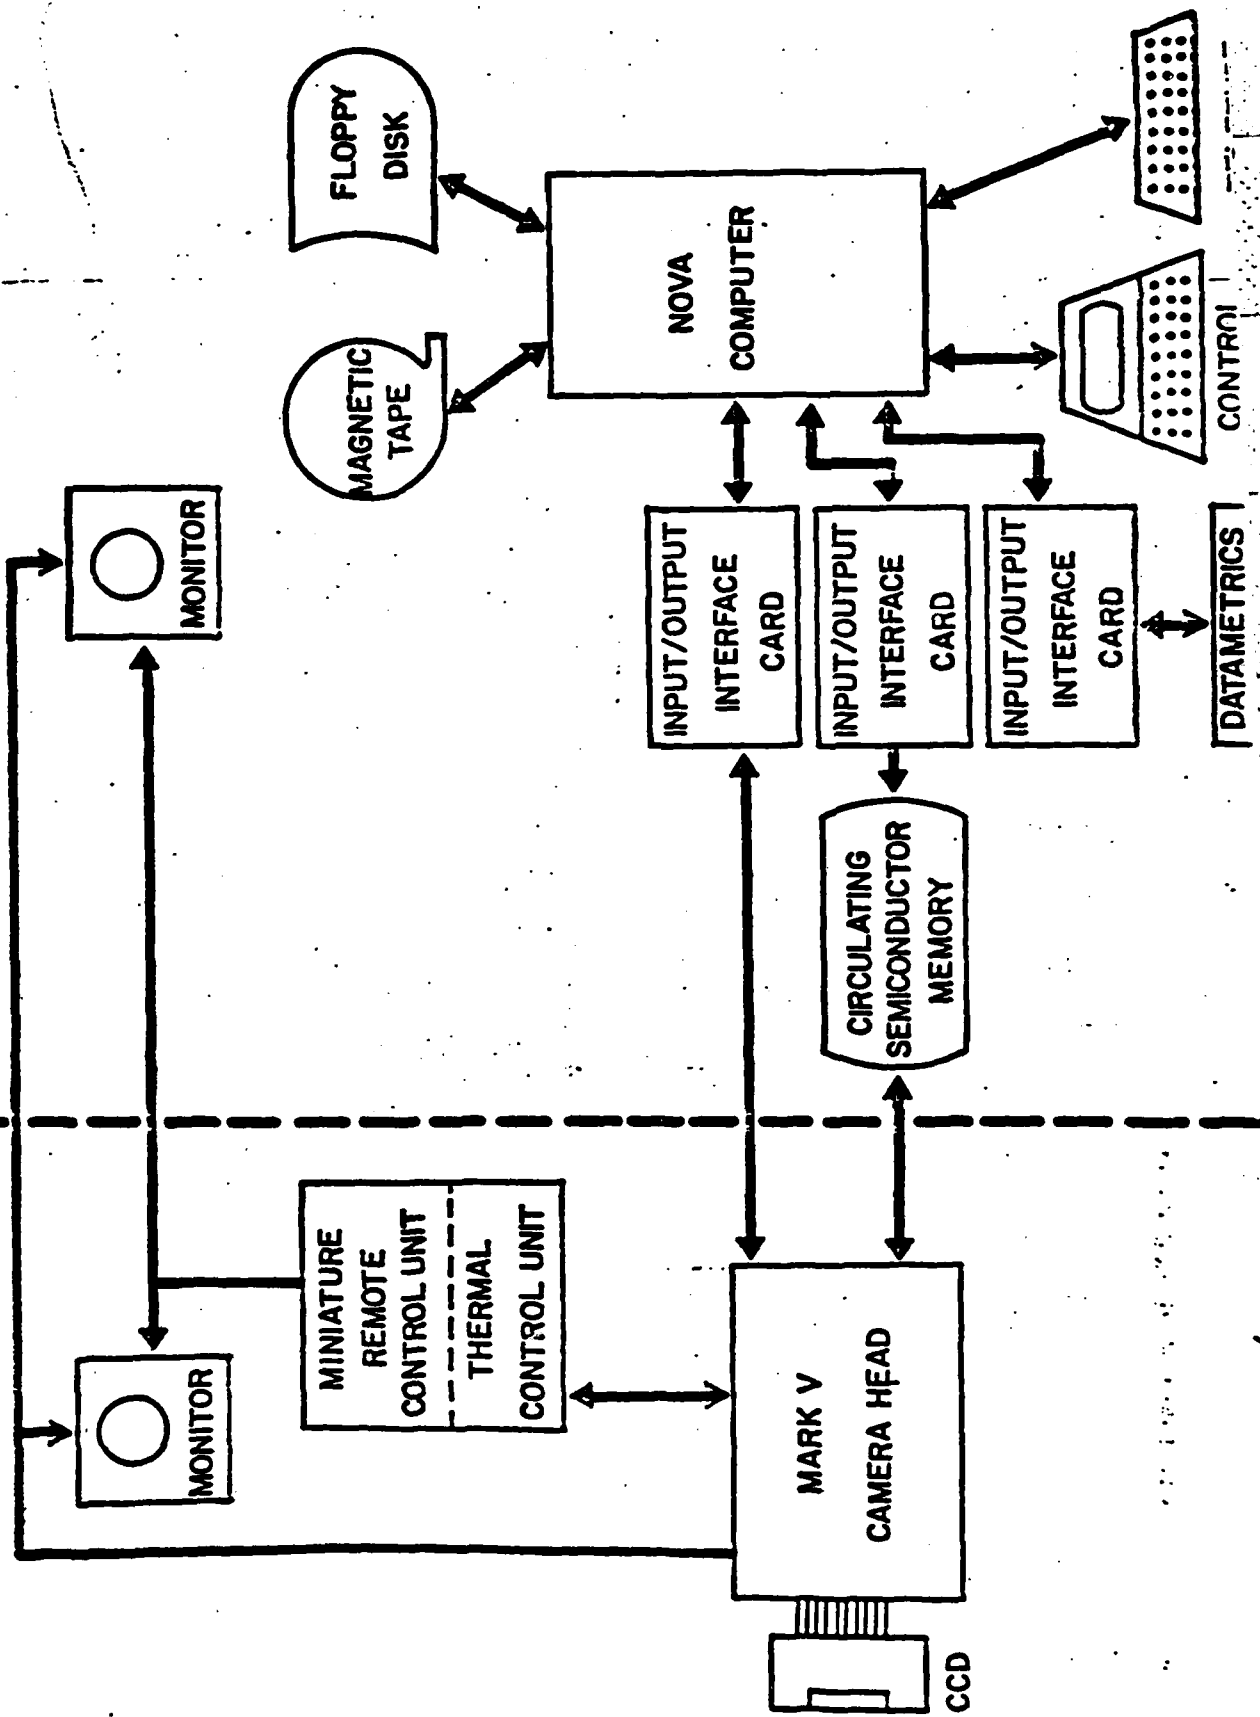 MONITOR
MONITOR
MINIATURE
REMOTE
CONTROL UNIT
THERMAL
CONTROL UNIT
MAGNETIC
TAPE
FLOPPY
DISK
CCD
MARK V
CAMERA HEAD
CIRCULATING
SEMICONDUCTOR
MEMORY
INPUT/OUTPUT
INTERFACE
CARD
INPUT/OUTPUT
INTERFACE
CARD
INPUT/OUTPUT
INTERFACE
CARD
NOVA
COMPUTER
DATAMETRICS
CONTROL